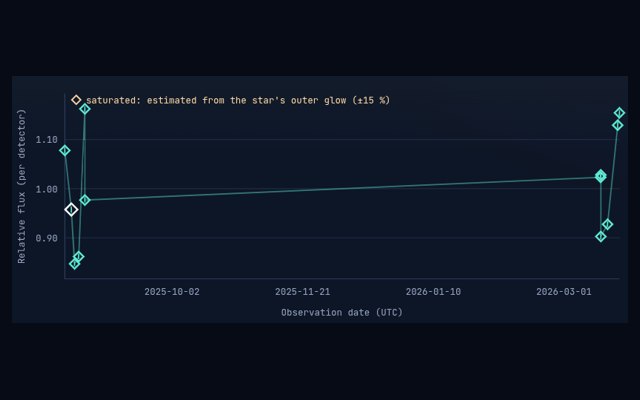 saturated: estimated from the star's outer glow (±15 %)
Relative flux (per detector)
1.10
1.00
0.90
2025-10-02 2025-11-21 2026-01-10 2026-03-01
Observation date (UTC)